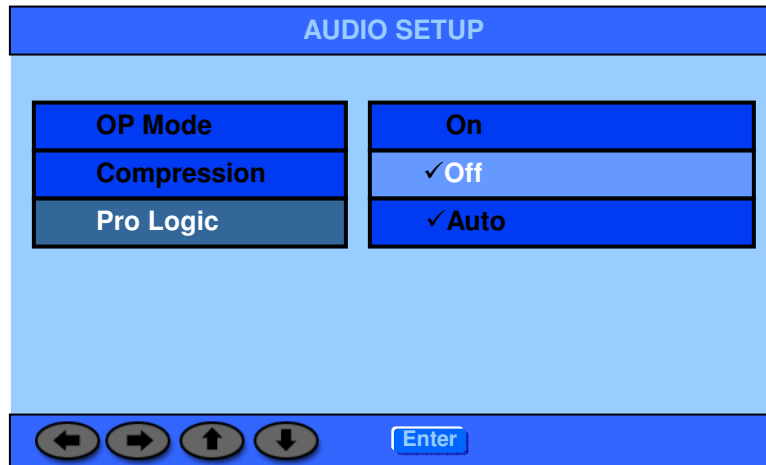 AUDIO SETUP
OP Mode
On
Compression
✓Off
Pro Logic
✓Auto
Enter